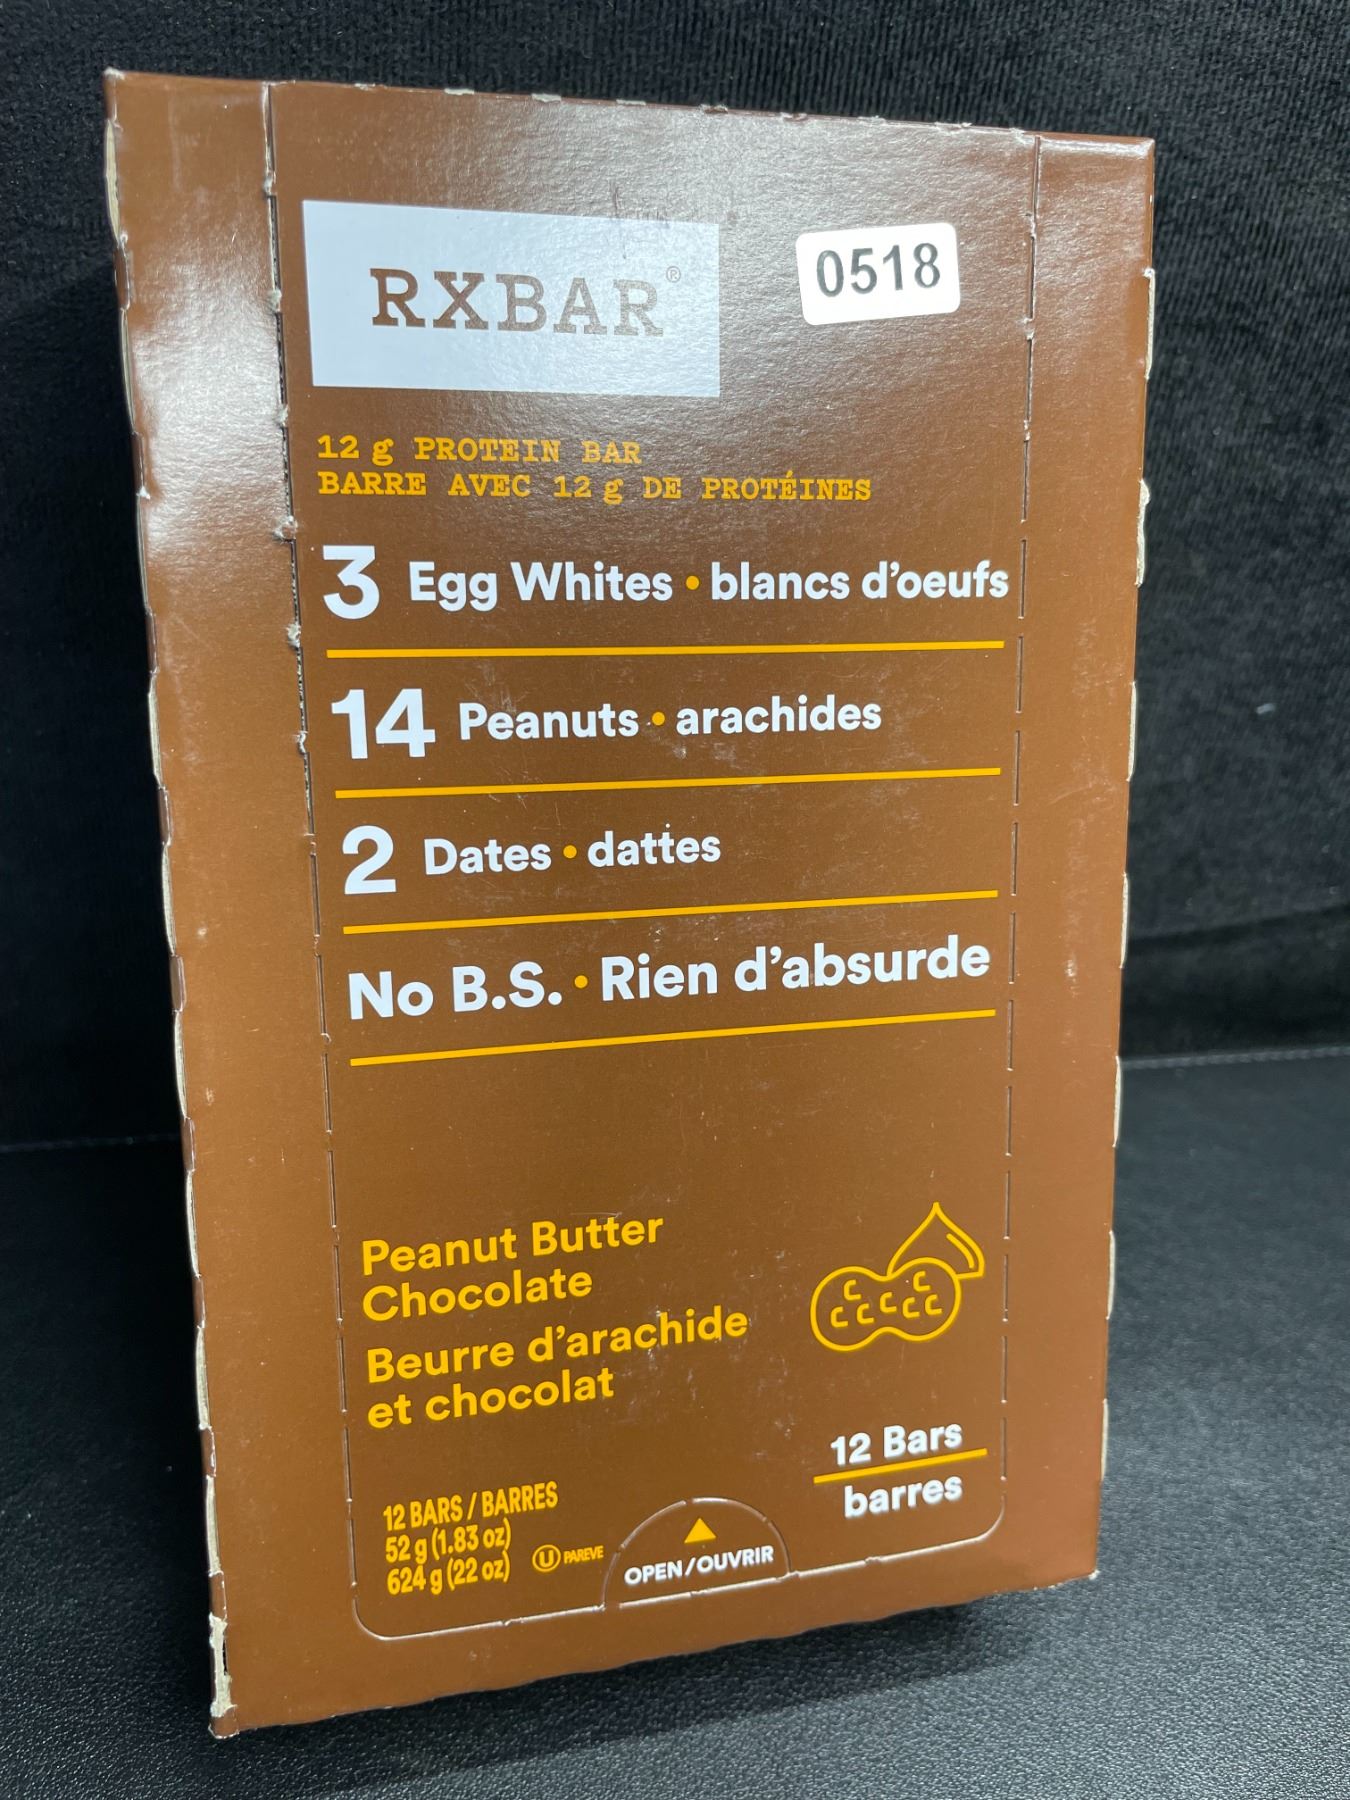 RXBAR®
0518
12 g PROTEIN BAR
BARRE AVEC 12 g DE PROTÉINES
3 Egg Whites • blancs d'oeufs
14 Peanuts • arachides
2 Dates • dattes
No B.S. • Rien d'absurde
Peanut Butter
Chocolate
Beurre d'arachide
et chocolat
12 Bars
barres
12 BARS / BARRES
52 g (1.83 oz)
624 g (22 oz)
U PAREVE
OPEN/OUVRIR